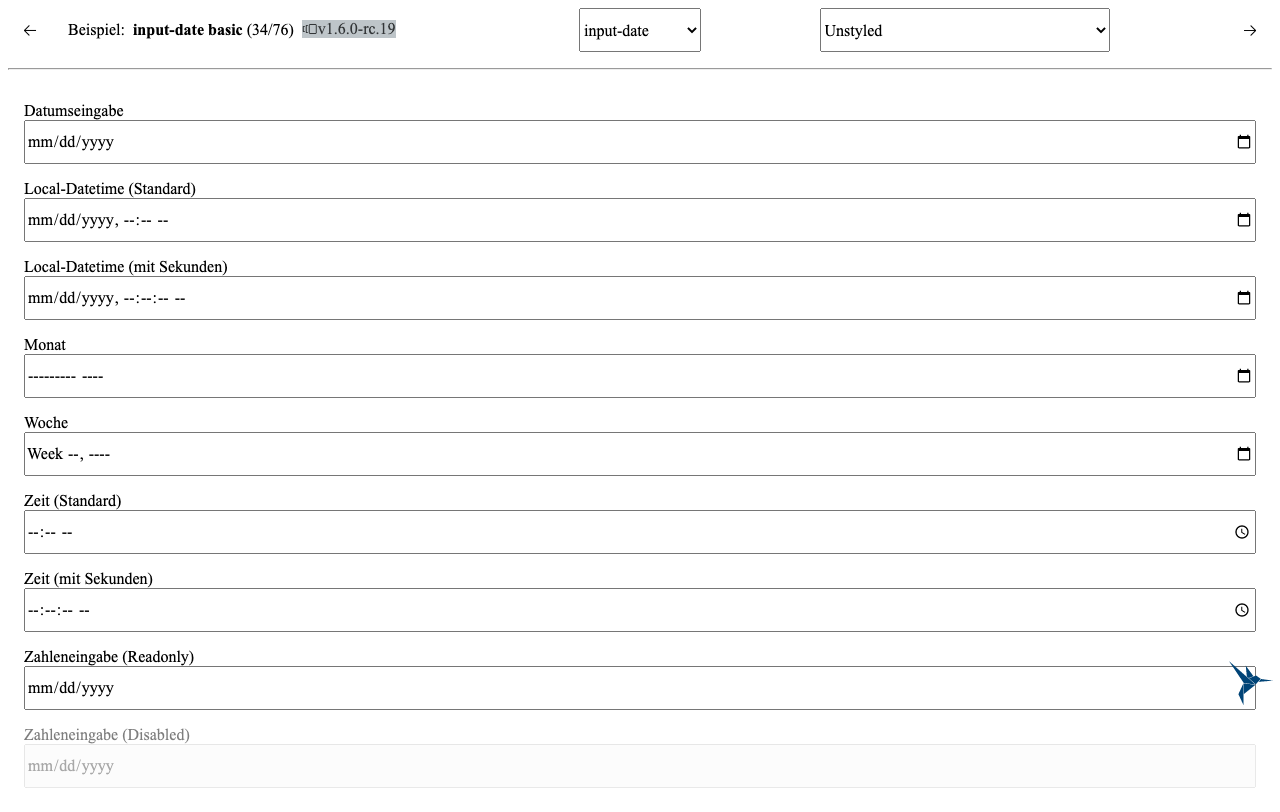 Beispiel: input-date basic (34/76) v1.6.0-rc.19 input-date Unstyled
Datumseingabe
mm/dd/yyyy
Local-Datetime (Standard)
mm/dd/yyyy, --:-- --
Local-Datetime (mit Sekunden)
mm/dd/yyyy, --:--:-- --
Monat
--------- ----
Woche
Week --, ----
Zeit (Standard)
--:-- --
Zeit (mit Sekunden)
--:--:-- --
Zahleneingabe (Readonly)
mm/dd/yyyy
Zahleneingabe (Disabled)
mm/dd/yyyy